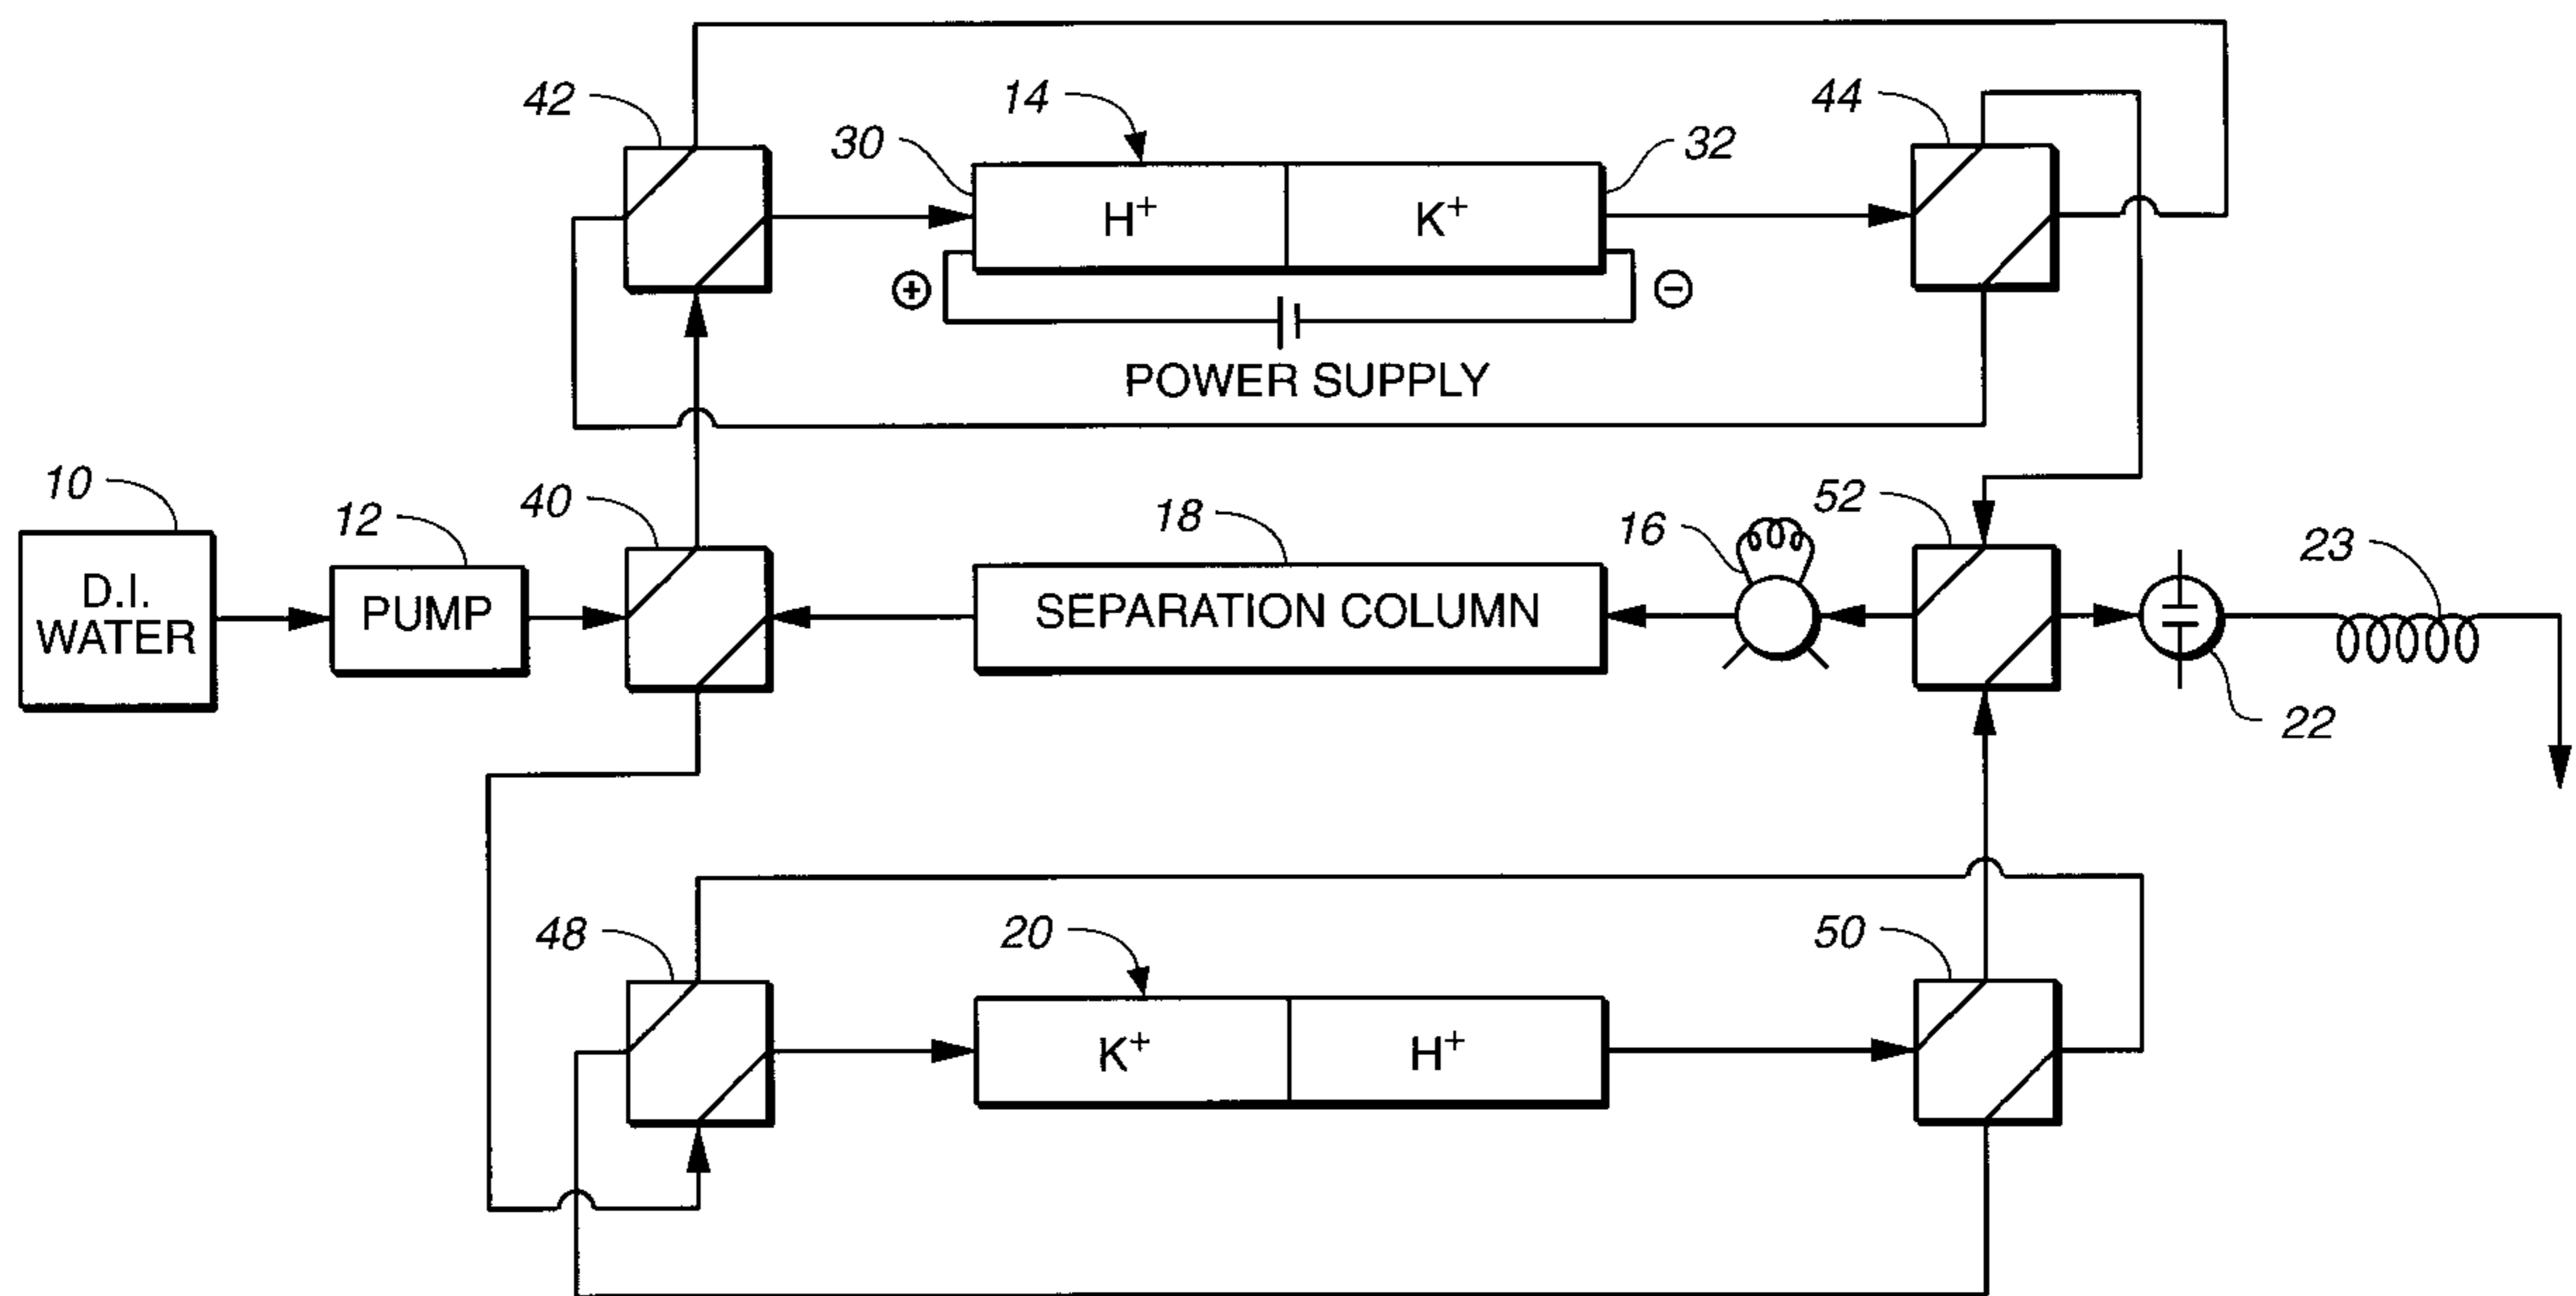 42
14
44
30
32
H+
K+
+
−
POWER SUPPLY
10
12
40
18
16
52
23
D.I.
WATER
PUMP
SEPARATION COLUMN
22
48
20
50
K+
H+